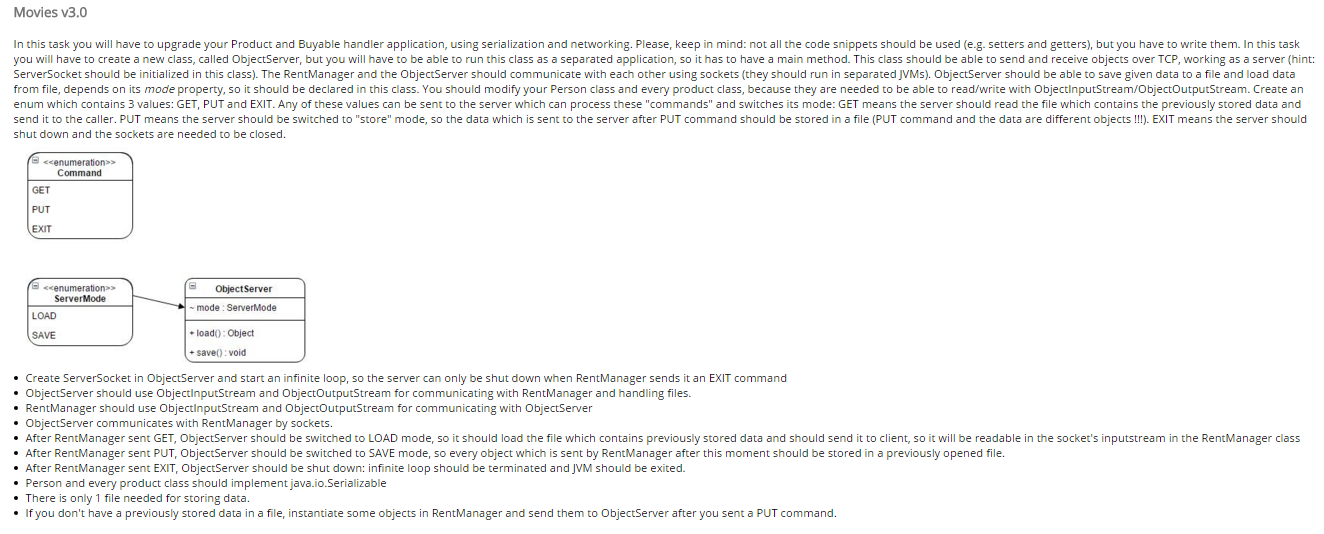 Movies v3.0
In this task you will have to upgrade your Product and Buyable handler application, using serialization and networking. Please, keep in mind: not all the code snippets should be used (e.g. setters and getters), but you have to write them. In this task
you will have to create a new class, called ObjectServer, but you will have to be able to run this class as a separated application, so it has to have a main method. This class should be able to send and receive objects over TCP, working as a server (hint:
ServerSocket should be initialized in this class). The RentManager and the ObjectServer should communicate with each other using sockets (they should run in separated JVMs). ObjectServer should be able to save given data to a file and load data
from file, depends on its mode property, so it should be declared in this class. You should modify your Person class and every product class, because they are needed to be able to read/write with ObjectInputStream/ObjectOutputStream. Create an
enum which contains 3 values: GET, PUT and EXIT. Any of these values can be sent to the server which can process these "commands" and switches its mode: GET means the server should read the file which contains the previously stored data and
send it to the caller. PUT means the server should be switched to "store" mode, so the data which is sent to the server after PUT command should be stored in a file (PUT command and the data are different objects !!!). EXIT means the server should
shut down and the sockets are needed to be closed.
<<enumeration>>
Command
GET
PUT
EXIT
<<enumeration>>
ServerMode
LOAD
SAVE
ObjectServer
~ mode : ServerMode
+ load() : Object
+ save() : void
• Create ServerSocket in ObjectServer and start an infinite loop, so the server can only be shut down when RentManager sends it an EXIT command
• ObjectServer should use ObjectInputStream and ObjectOutputStream for communicating with RentManager and handling files.
• RentManager should use ObjectInputStream and ObjectOutputStream for communicating with ObjectServer
• ObjectServer communicates with RentManager by sockets.
• After RentManager sent GET, ObjectServer should be switched to LOAD mode, so it should load the file which contains previously stored data and should send it to client, so it will be readable in the socket's inputstream in the RentManager class
• After RentManager sent PUT, ObjectServer should be switched to SAVE mode, so every object which is sent by RentManager after this moment should be stored in a previously opened file.
• After RentManager sent EXIT, ObjectServer should be shut down: infinite loop should be terminated and JVM should be exited.
• Person and every product class should implement java.io.Serializable
• There is only 1 file needed for storing data.
• If you don't have a previously stored data in a file, instantiate some objects in RentManager and send them to ObjectServer after you sent a PUT command.